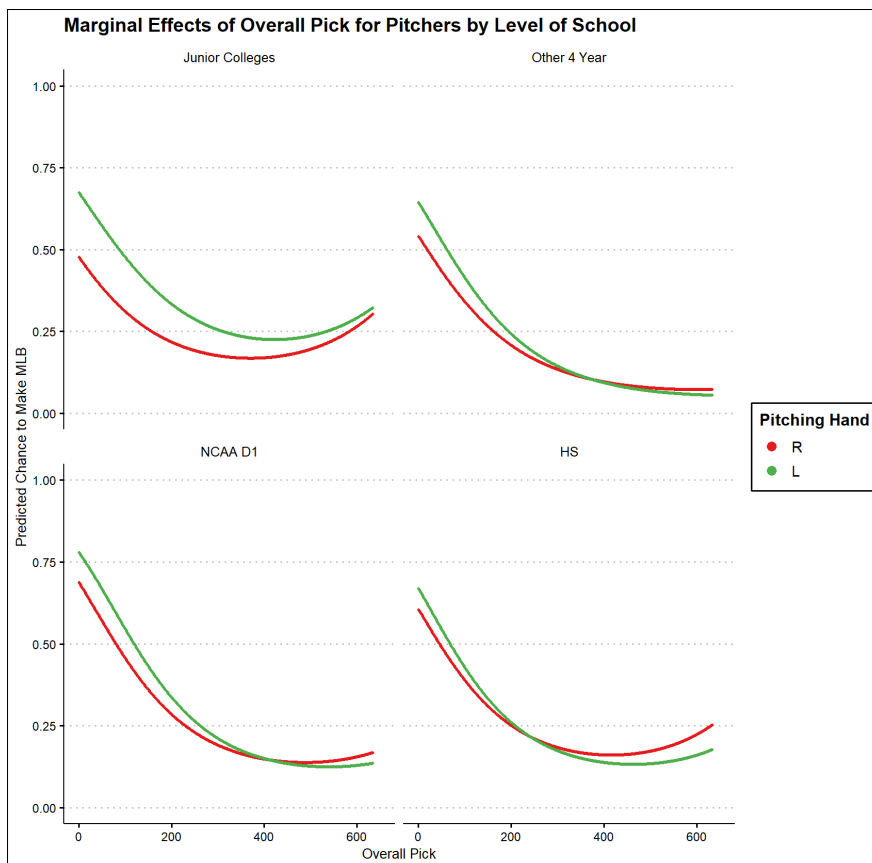 Marginal Effects of Overall Pick for Pitchers by Level of School
Junior Colleges
Other 4 Year
1.00
0.75
0.50
0.25
0.00
Predicted Chance to Make MLB
NCAA D1
HS
1.00
0.75
0.50
0.25
0.00
0
200
400
600
0
200
400
600
Overall Pick
Pitching Hand
R
L